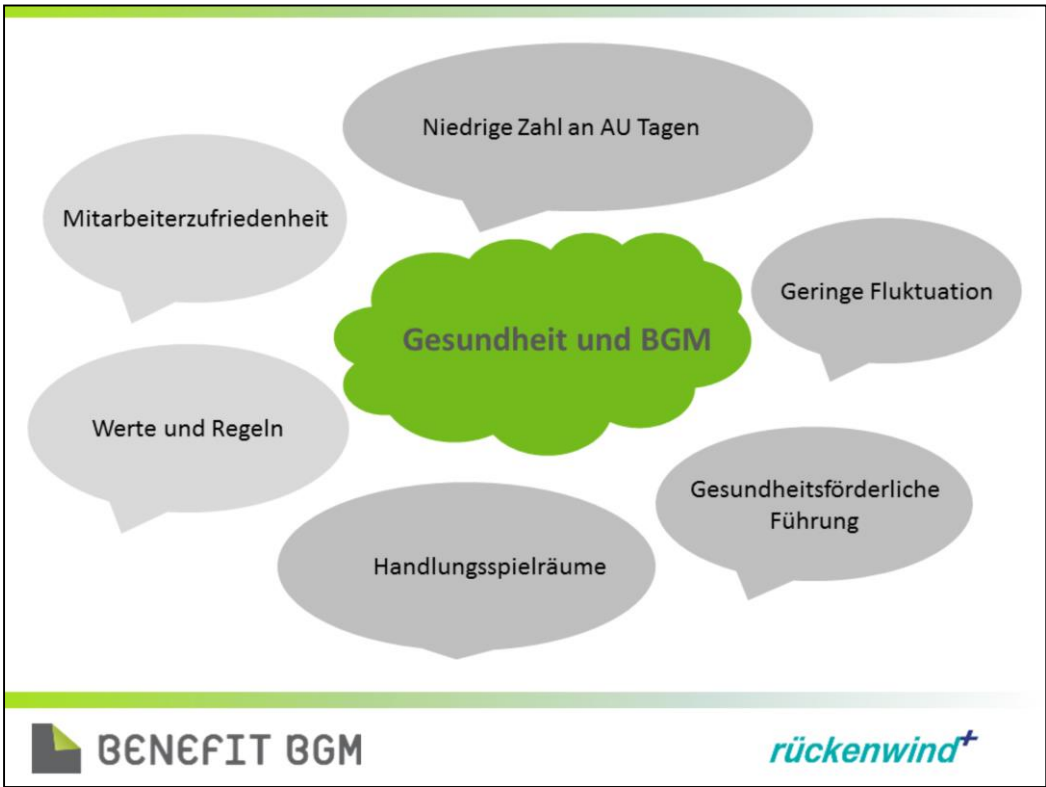 Niedrige Zahl an AU Tagen
Mitarbeiterzufriedenheit
Geringe Fluktuation
Gesundheit und BGM
Werte und Regeln
Gesundheitsförderliche
Führung
Handlungsspielräume
BENEFIT BGM
rückenwind+